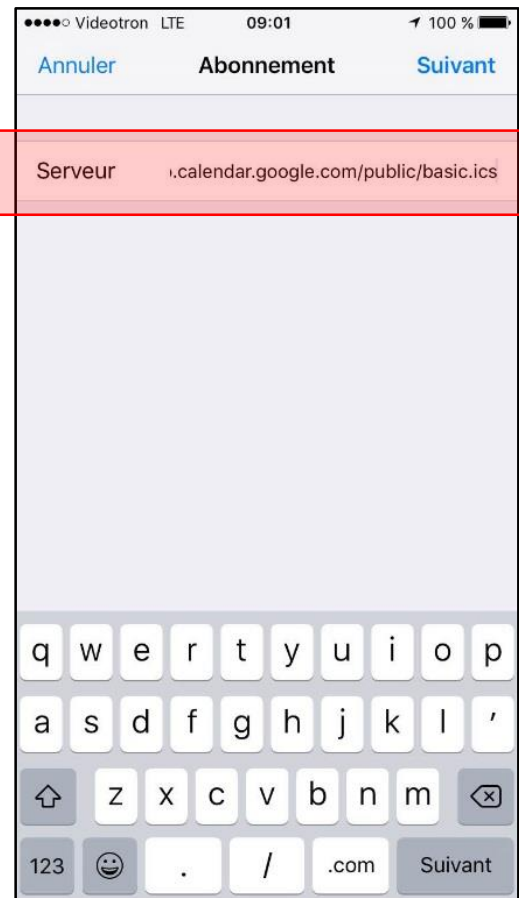 Videotron LTE 09:01 100 %
Annuler Abonnement Suivant
Serveur .calendar.google.com/public/basic.ics
q w e r t y u i o p
a s d f g h j k l ′
z x c v b n m
123 . / .com Suivant